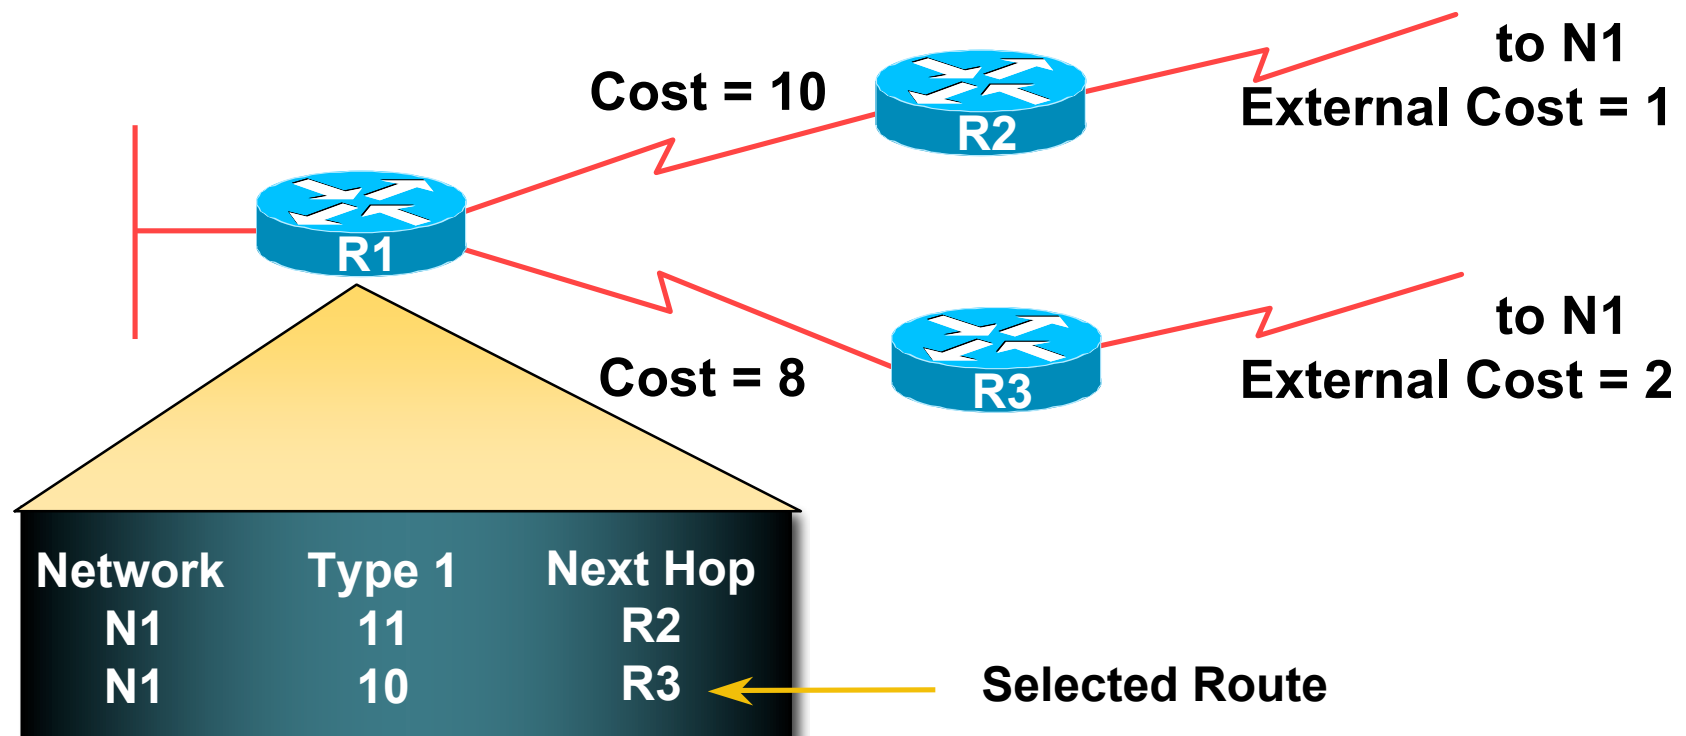 Cost = 10
R2
to N1
External Cost = 1
R1
Cost = 8
R3
to N1
External Cost = 2
Network Type 1 Next Hop
N1 11 R2
N1 10 R3
Selected Route